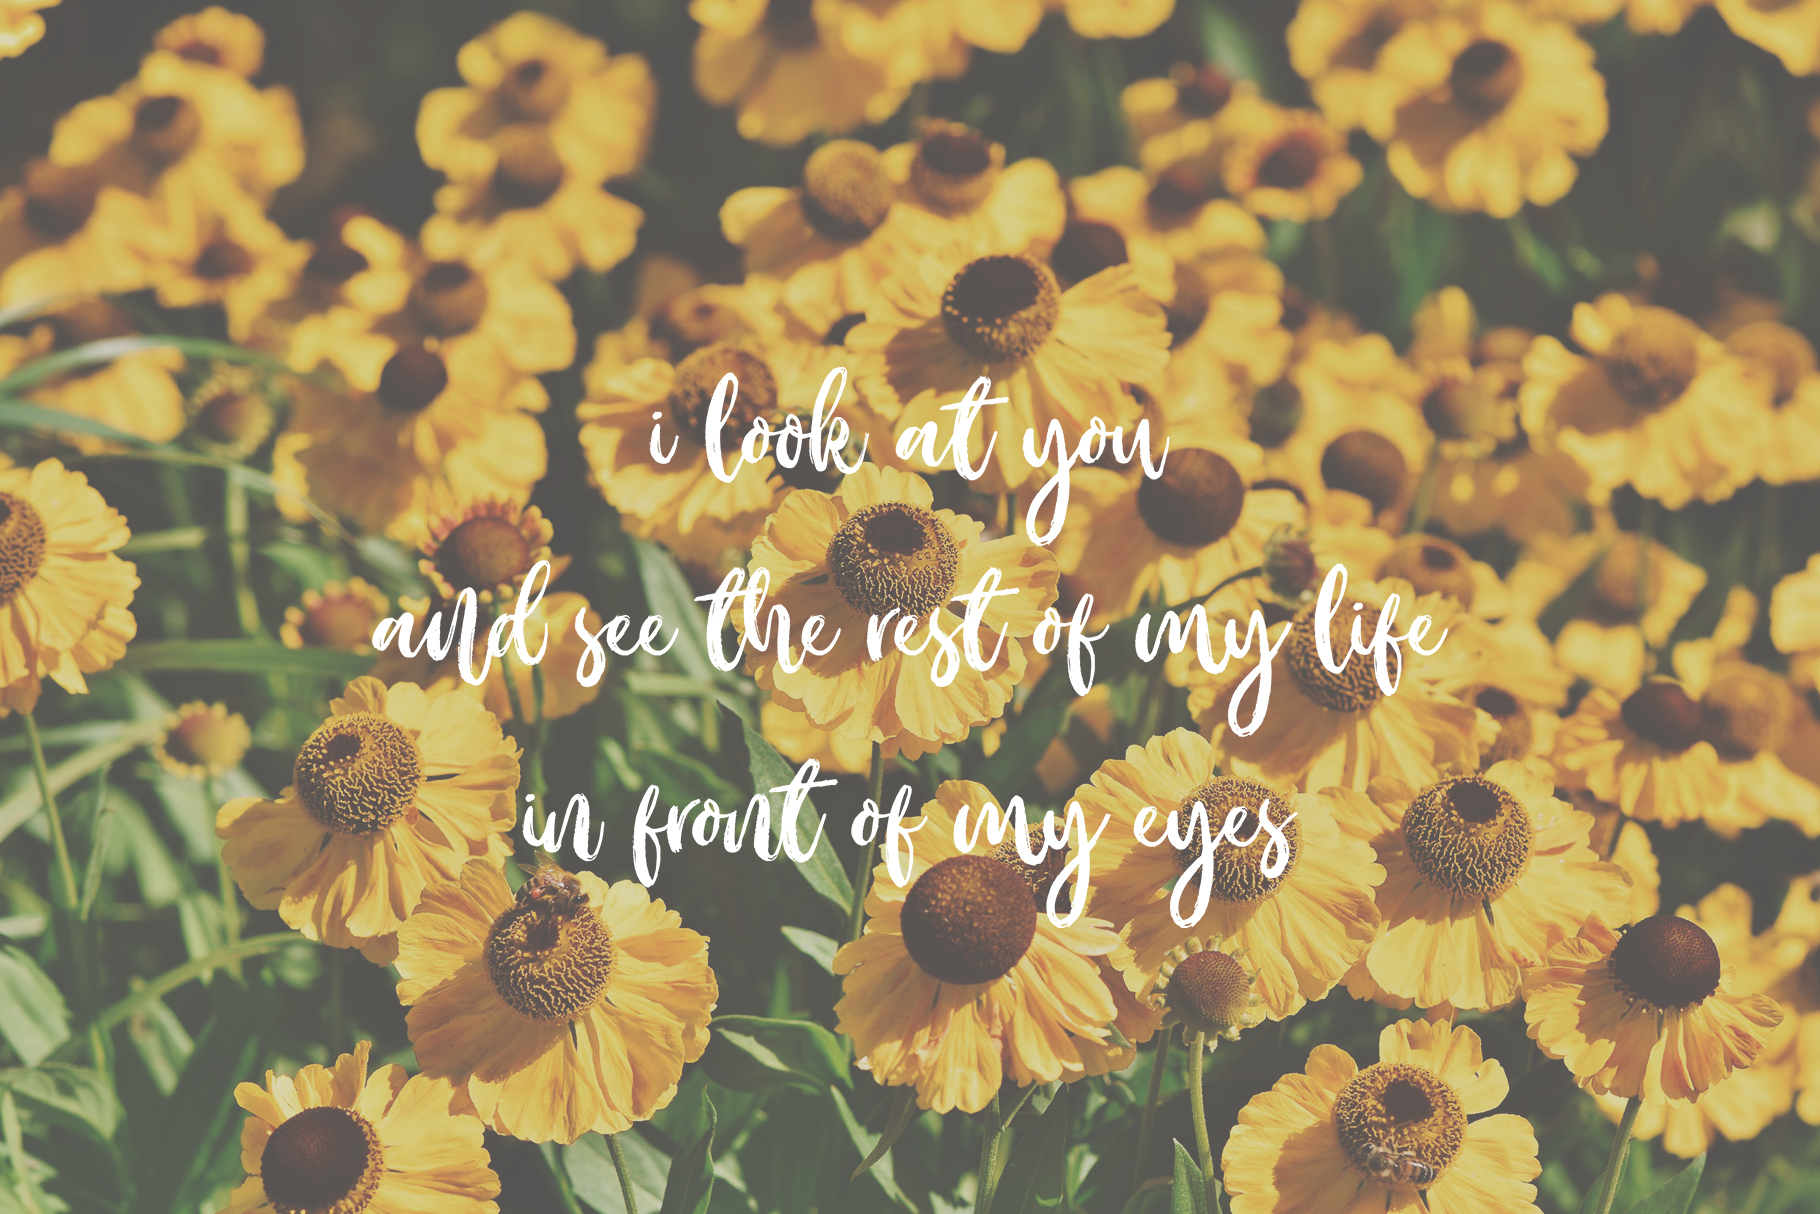 i look at you
and see the rest of my life
in front of my eyes